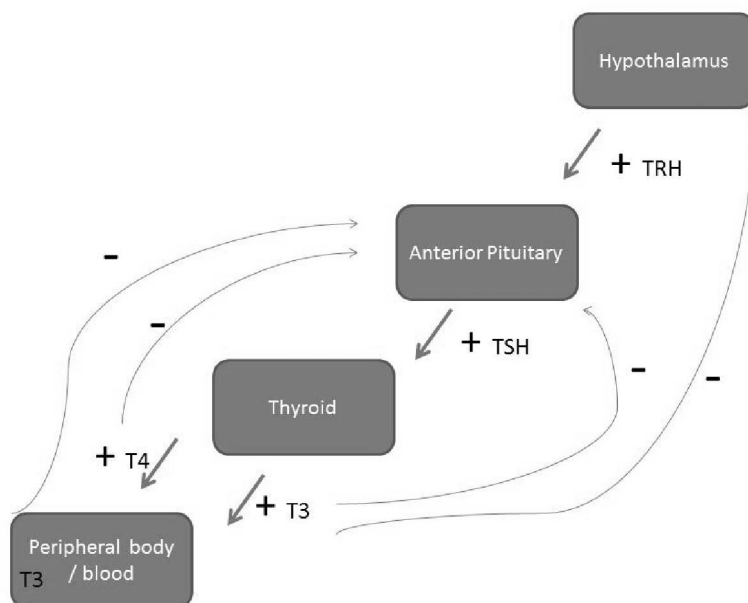 Hypothalamus
+ TRH
-
Anterior Pituitary
-
+ TSH
-
-
Thyroid
+ T4
+ T3
Peripheral body
/ blood
T3